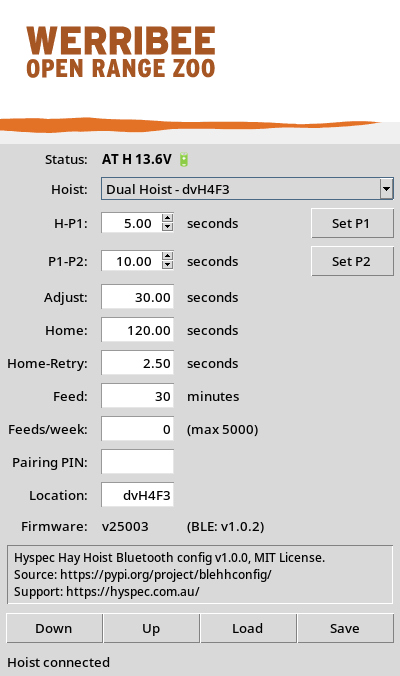 WERRIBEE
OPEN RANGE ZOO
Status: AT H 13.6V
Hoist: Dual Hoist - dvH4F3
H-P1: 5.00 seconds Set P1
P1-P2: 10.00 seconds Set P2
Adjust: 30.00 seconds
Home: 120.00 seconds
Home-Retry: 2.50 seconds
Feed: 30 minutes
Feeds/week: 0 (max 5000)
Pairing PIN:
Location: dvH4F3
Firmware: v25003 (BLE: v1.0.2)
Hyspec Hay Hoist Bluetooth config v1.0.0, MIT License.
Source: https://pypi.org/project/blehhconfig/
Support: https://hyspec.com.au/
Down Up Load Save
Hoist connected